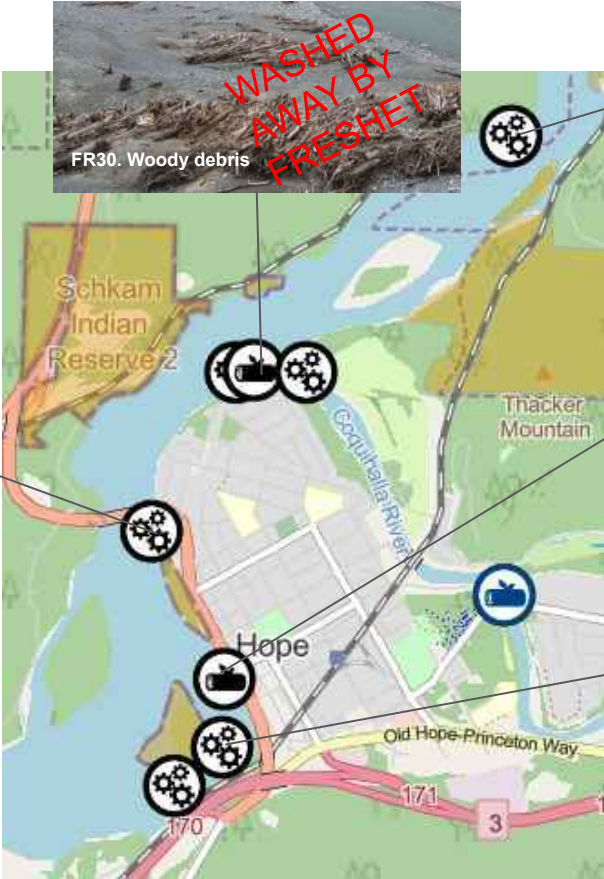 WASHED
AWAY BY
FRESHET
FR30. Woody debris
Schkam
Indian
Reserve 2
Thacker
Mountain
Coquihalla River
Hope
Old Hope-Princeton Way
170
171
3
1